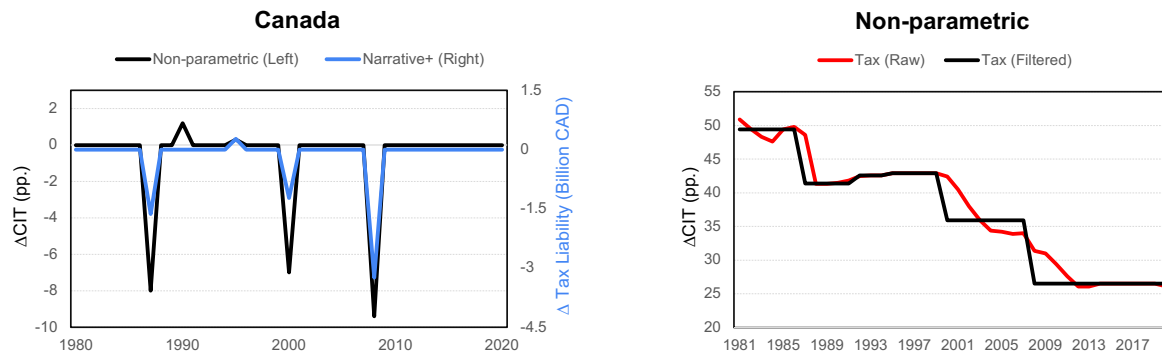 Canada
Non-parametric (Left) Narrative+ (Right)
ΔCIT (pp.)
2
0
-2
-4
-6
-8
-10
1.5
0
-1.5
-3
-4.5
Δ Tax Liability (Billion CAD)
1980 1990 2000 2010 2020
Non-parametric
Tax (Raw) Tax (Filtered)
ΔCIT (pp.)
55
50
45
40
35
30
25
20
1981 1985 1989 1993 1997 2001 2005 2009 2013 2017